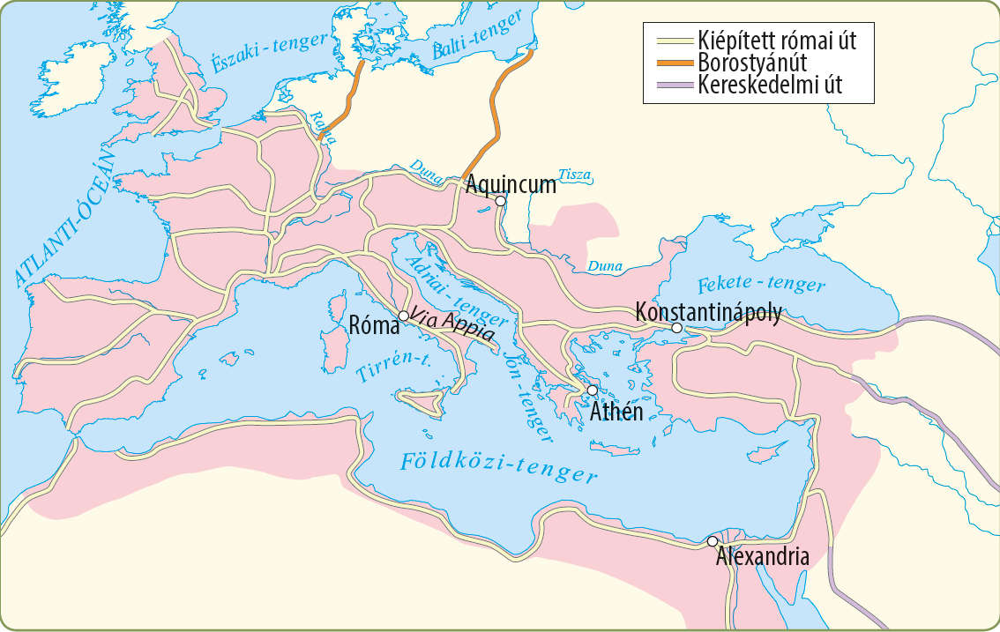 Kiépített római út
Borostyánút
Kereskedelmi út
Északi-tenger
Balti-tenger
Rajna
ATLANTI-ÓCEÁN
Duna
Tisza
Aquincum
Duna
Fekete-tenger
Adriai-tenger
Konstantinápoly
Róma
Via Appia
Tirrén-t.
Jón-tenger
Athén
Földközi-tenger
Alexandria